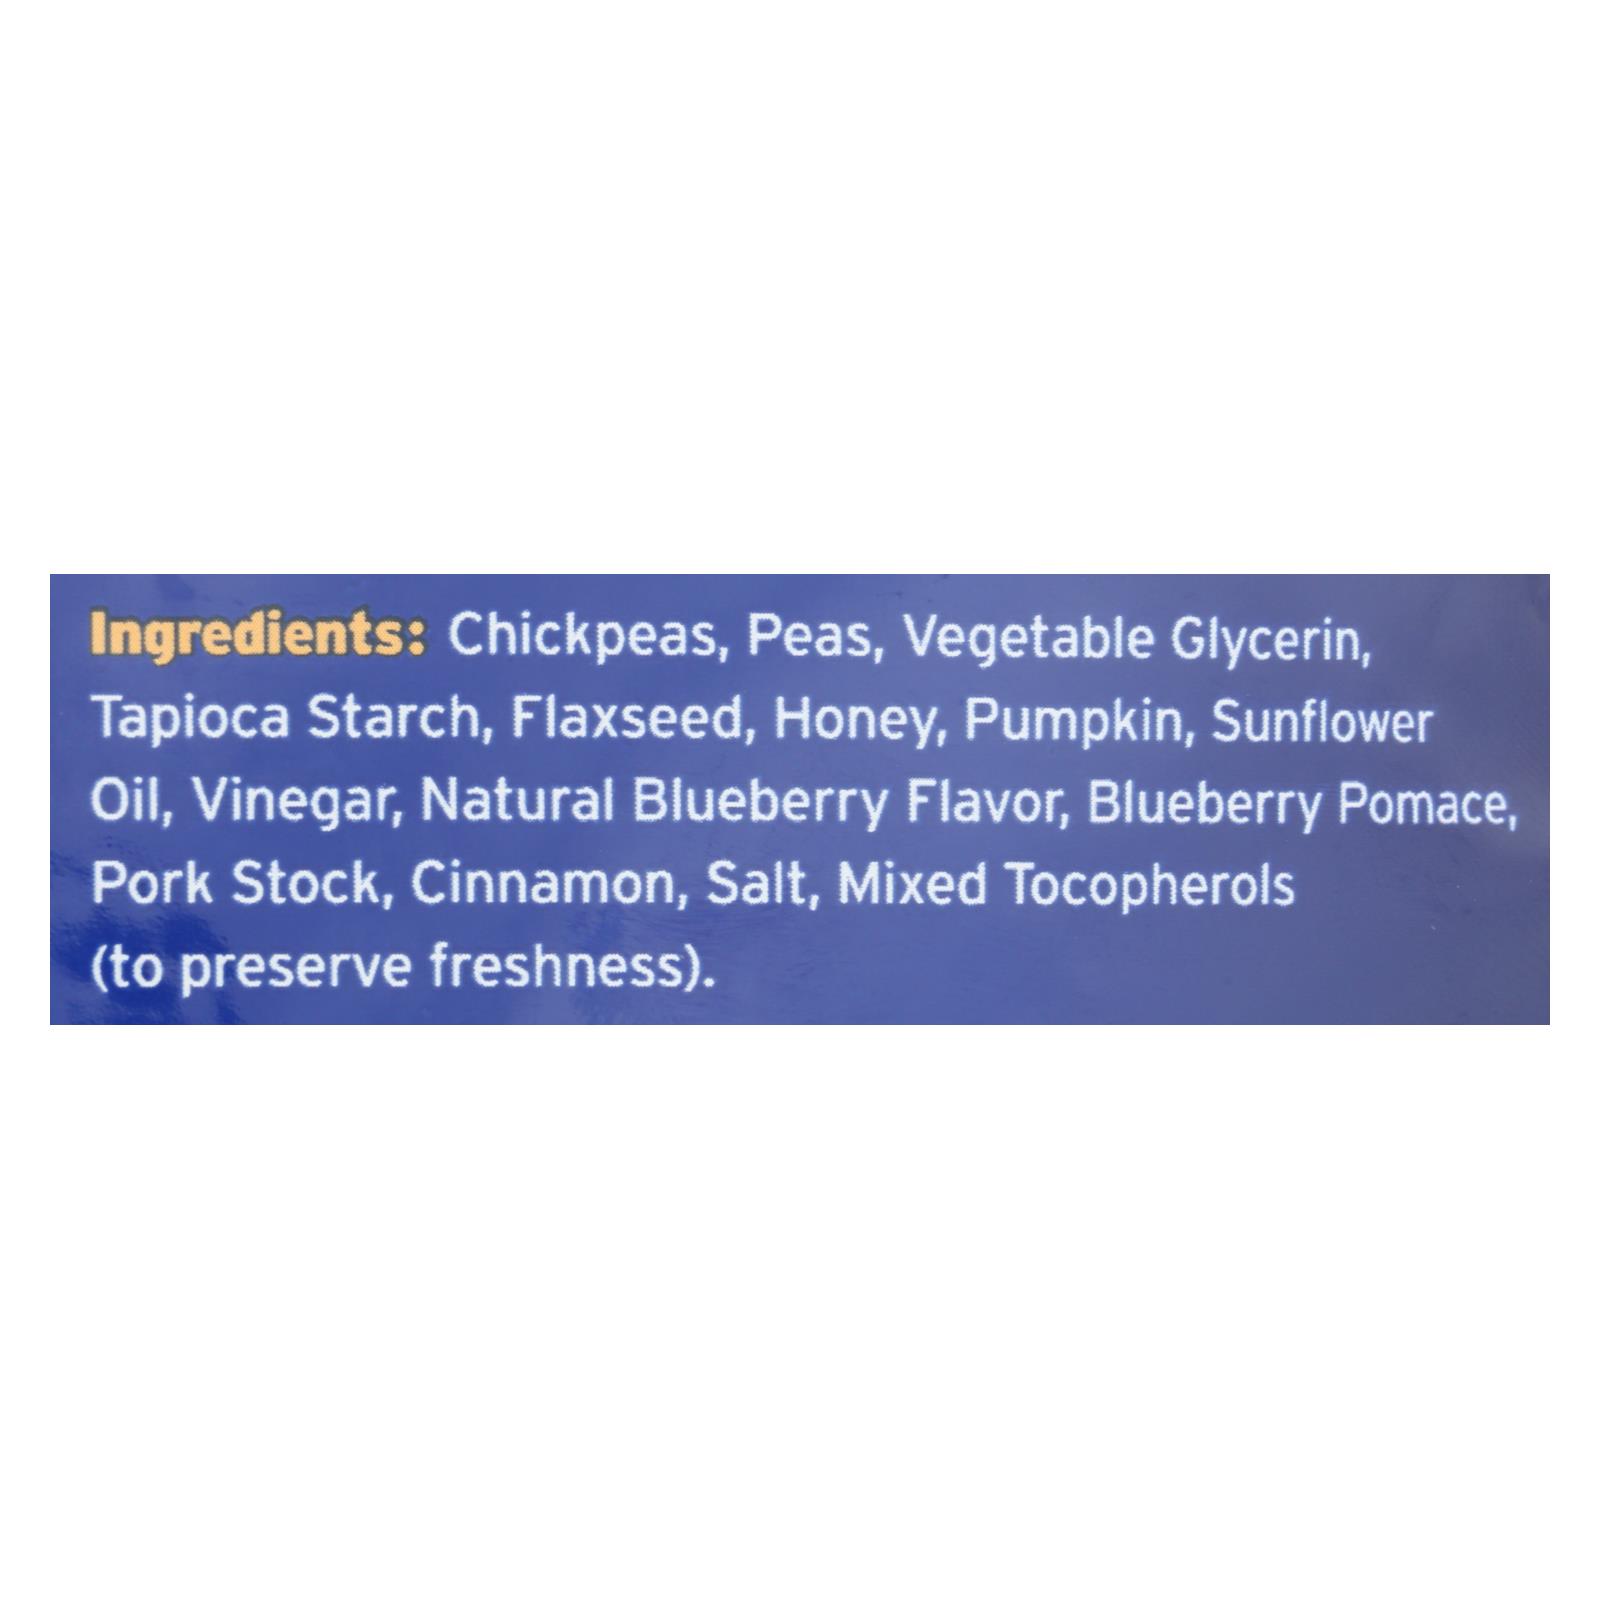 Ingredients: Chickpeas, Peas, Vegetable Glycerin,
Tapioca Starch, Flaxseed, Honey, Pumpkin, Sunflower
Oil, Vinegar, Natural Blueberry Flavor, Blueberry Pomace,
Pork Stock, Cinnamon, Salt, Mixed Tocopherols
(to preserve freshness).